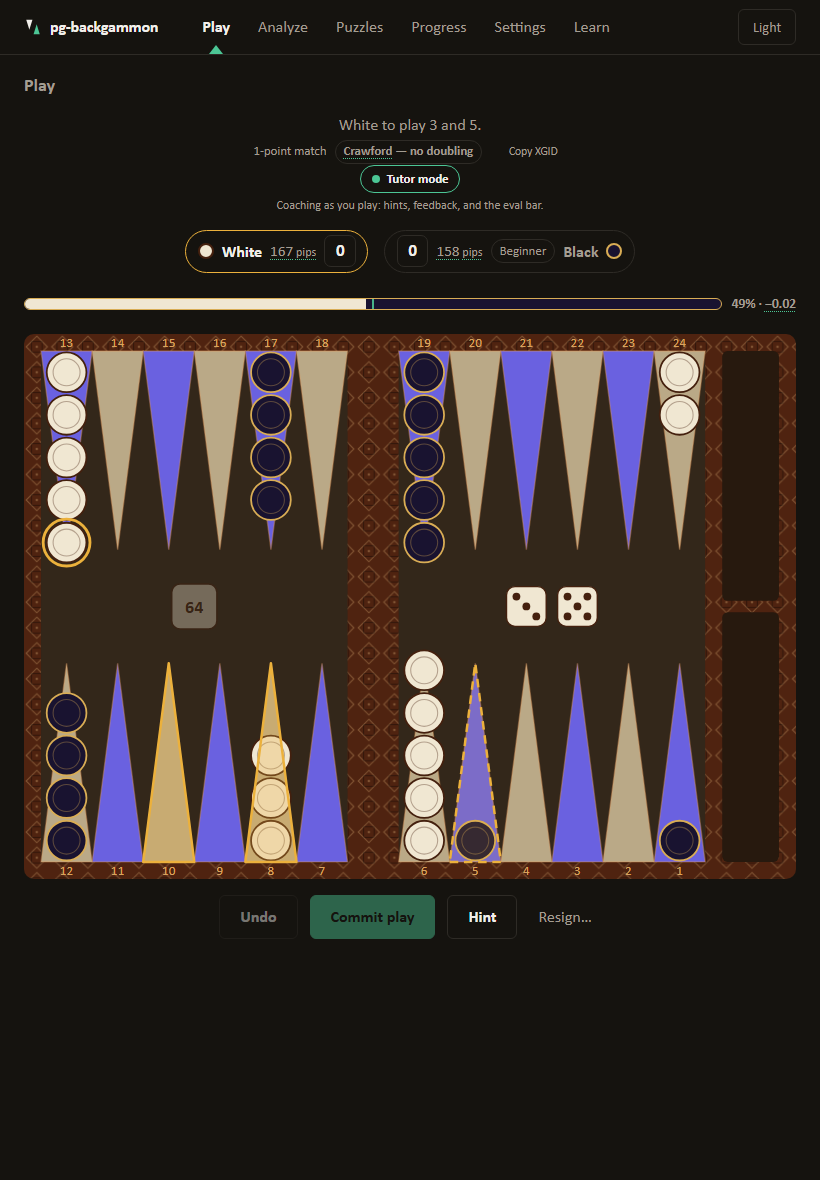 pg-backgammon Play Analyze Puzzles Progress Settings Learn Light
Play
White to play 3 and 5.
1-point match Crawford — no doubling Copy XGID
Tutor mode
Coaching as you play: hints, feedback, and the eval bar.
White 167 pips 0 0 158 pips Beginner Black
49% · −0.02
13 14 15 16 17 18 19 20 21 22 23 24
64
12 11 10 9 8 7 6 5 4 3 2 1
Undo Commit play Hint Resign...